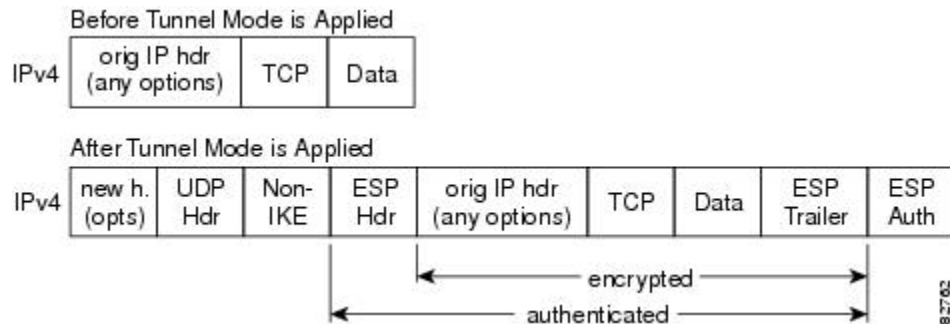 Before Tunnel Mode is Applied
IPv4
orig IP hdr
(any options)
TCP
Data
After Tunnel Mode is Applied
IPv4
new h.
(opts)
UDP
Hdr
Non-
IKE
ESP
Hdr
orig IP hdr
(any options)
TCP
Data
ESP
Trailer
ESP
Auth
encrypted
authenticated